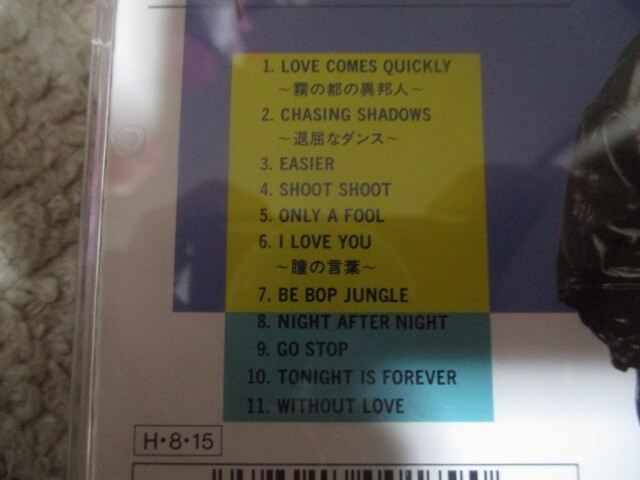 1. LOVE COMES QUICKLY
～霧の都の異邦人～
2. CHASING SHADOWS
～退屈なダンス～
3. EASIER
4. SHOOT SHOOT
5. ONLY A FOOL
6. I LOVE YOU
～瞳の言葉～
7. BE BOP JUNGLE
8. NIGHT AFTER NIGHT
9. GO STOP
10. TONIGHT IS FOREVER
11. WITHOUT LOVE
H・8・15